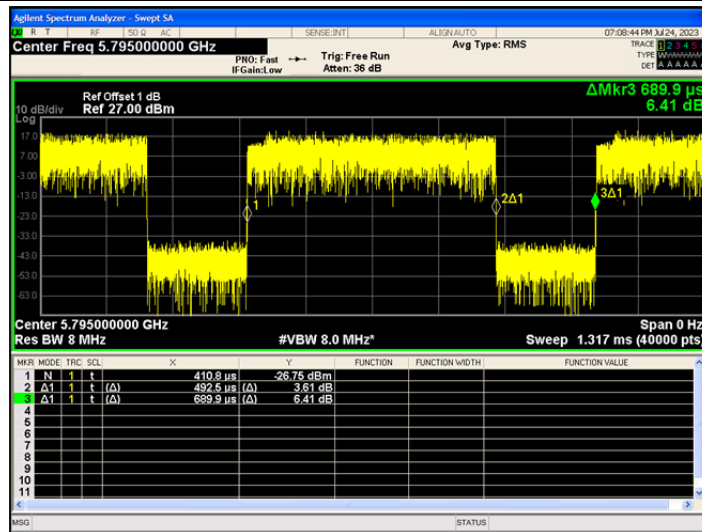 Agilent Spectrum Analyzer - Swept SA
R T RF 50 Ω AC SENSE:INT ALIGN AUTO 07:08:44 PM Jul 24, 2023
Center Freq 5.795000000 GHz
Avg Type: RMS
TRACE 1 2 3 4 5
TYPE
DET A A A A A
PNO: Fast
IFGain:Low
Trig: Free Run
Atten: 36 dB
ΔMkr3 689.9 µs
6.41 dB
Ref Offset 1 dB
10 dB/div Ref 27.00 dBm
Log
17.0
7.00
-3.00
-13.0
-23.0
-33.0
-43.0
-53.0
-63.0
1
2Δ1
3Δ1
Center 5.795000000 GHz Span 0 Hz
Res BW 8 MHz #VBW 8.0 MHz* Sweep 1.317 ms (40000 pts)
MKR MODE TRC SCL X Y FUNCTION FUNCTION WIDTH FUNCTION VALUE
1 N 1 t 410.8 µs -26.75 dBm
2 Δ1 1 t (Δ) 492.5 µs (Δ) 3.61 dB
3 Δ1 1 t (Δ) 689.9 µs (Δ) 6.41 dB
4
5
6
7
8
9
10
11
MSG STATUS